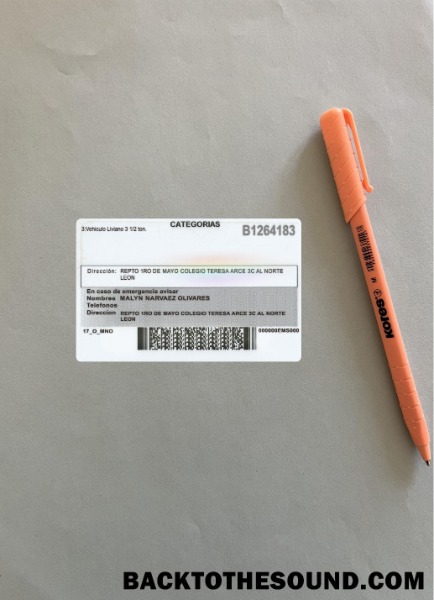 CATEGORIAS
3:Vehiculo Liviano 3 1/2 ton.
B1264183
Dirección: REPTO 1RO DE MAYO COLEGIO TERESA ARCE 3C AL NORTE
LEON
En caso de emergencia avisar
Nombres MALYN NARVAEZ OLIVARES
Telefonos
Direccion REPTO 1RO DE MAYO COLEGIO TERESA ARCE 3C AL NORTE
LEON
17_O_MNO
000000EMS000
kores
M
BACKTOTHESOUND.COM